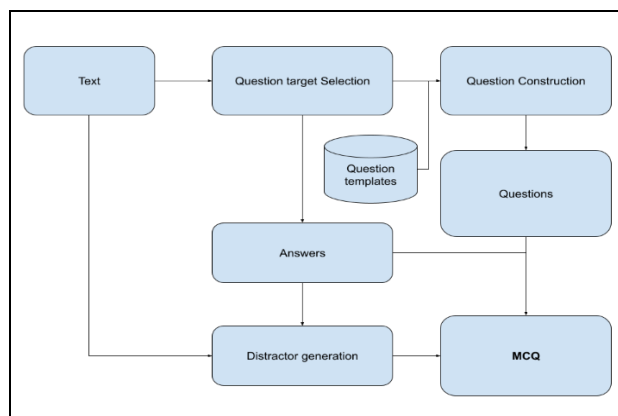 Text
Question target Selection
Question Construction
Question
templates
Questions
Answers
Distractor generation
MCQ